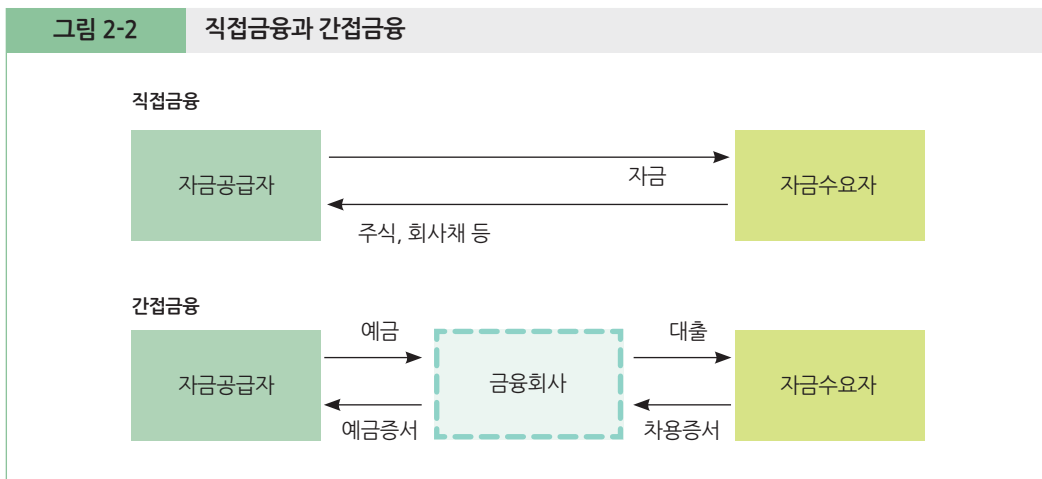 그림 2-2 직접금융과 간접금융
직접금융
자금공급자
자금
자금수요자
주식, 회사채 등
간접금융
예금
대출
자금공급자
금융회사
자금수요자
예금증서
차용증서